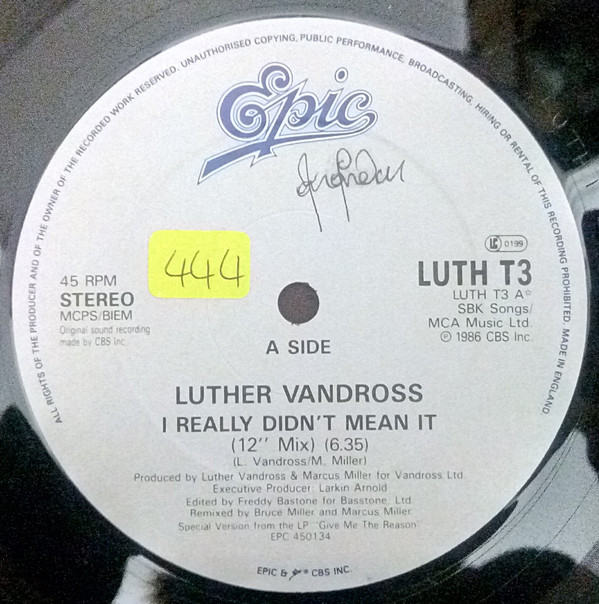 ALL RIGHTS OF THE PRODUCER AND OF THE OWNER OF THE RECORDED WORK RESERVED. UNAUTHORISED COPYING, PUBLIC PERFORMANCE, BROADCASTING, HIRING OR RENTAL OF THIS RECORDING PROHIBITED. MADE IN ENGLAND.
Epic
444
LC 0199
45 RPM
STEREO
MCPS/BIEM
Original sound recording
made by CBS Inc.
LUTH T3
LUTH T3 A☆
SBK Songs/
MCA Music Ltd.
℗ 1986 CBS Inc.
A SIDE
LUTHER VANDROSS
I REALLY DIDN'T MEAN IT
(12'' Mix) (6.35)
(L. Vandross/M. Miller)
Produced by Luther Vandross & Marcus Miller for Vandross Ltd.
Executive Producer: Larkin Arnold
Edited by Freddy Bastone for Basstone, Ltd.
Remixed by Bruce Miller and Marcus Miller
Special Version from the LP "Give Me The Reason"
EPC 450134
EPIC & CBS INC.